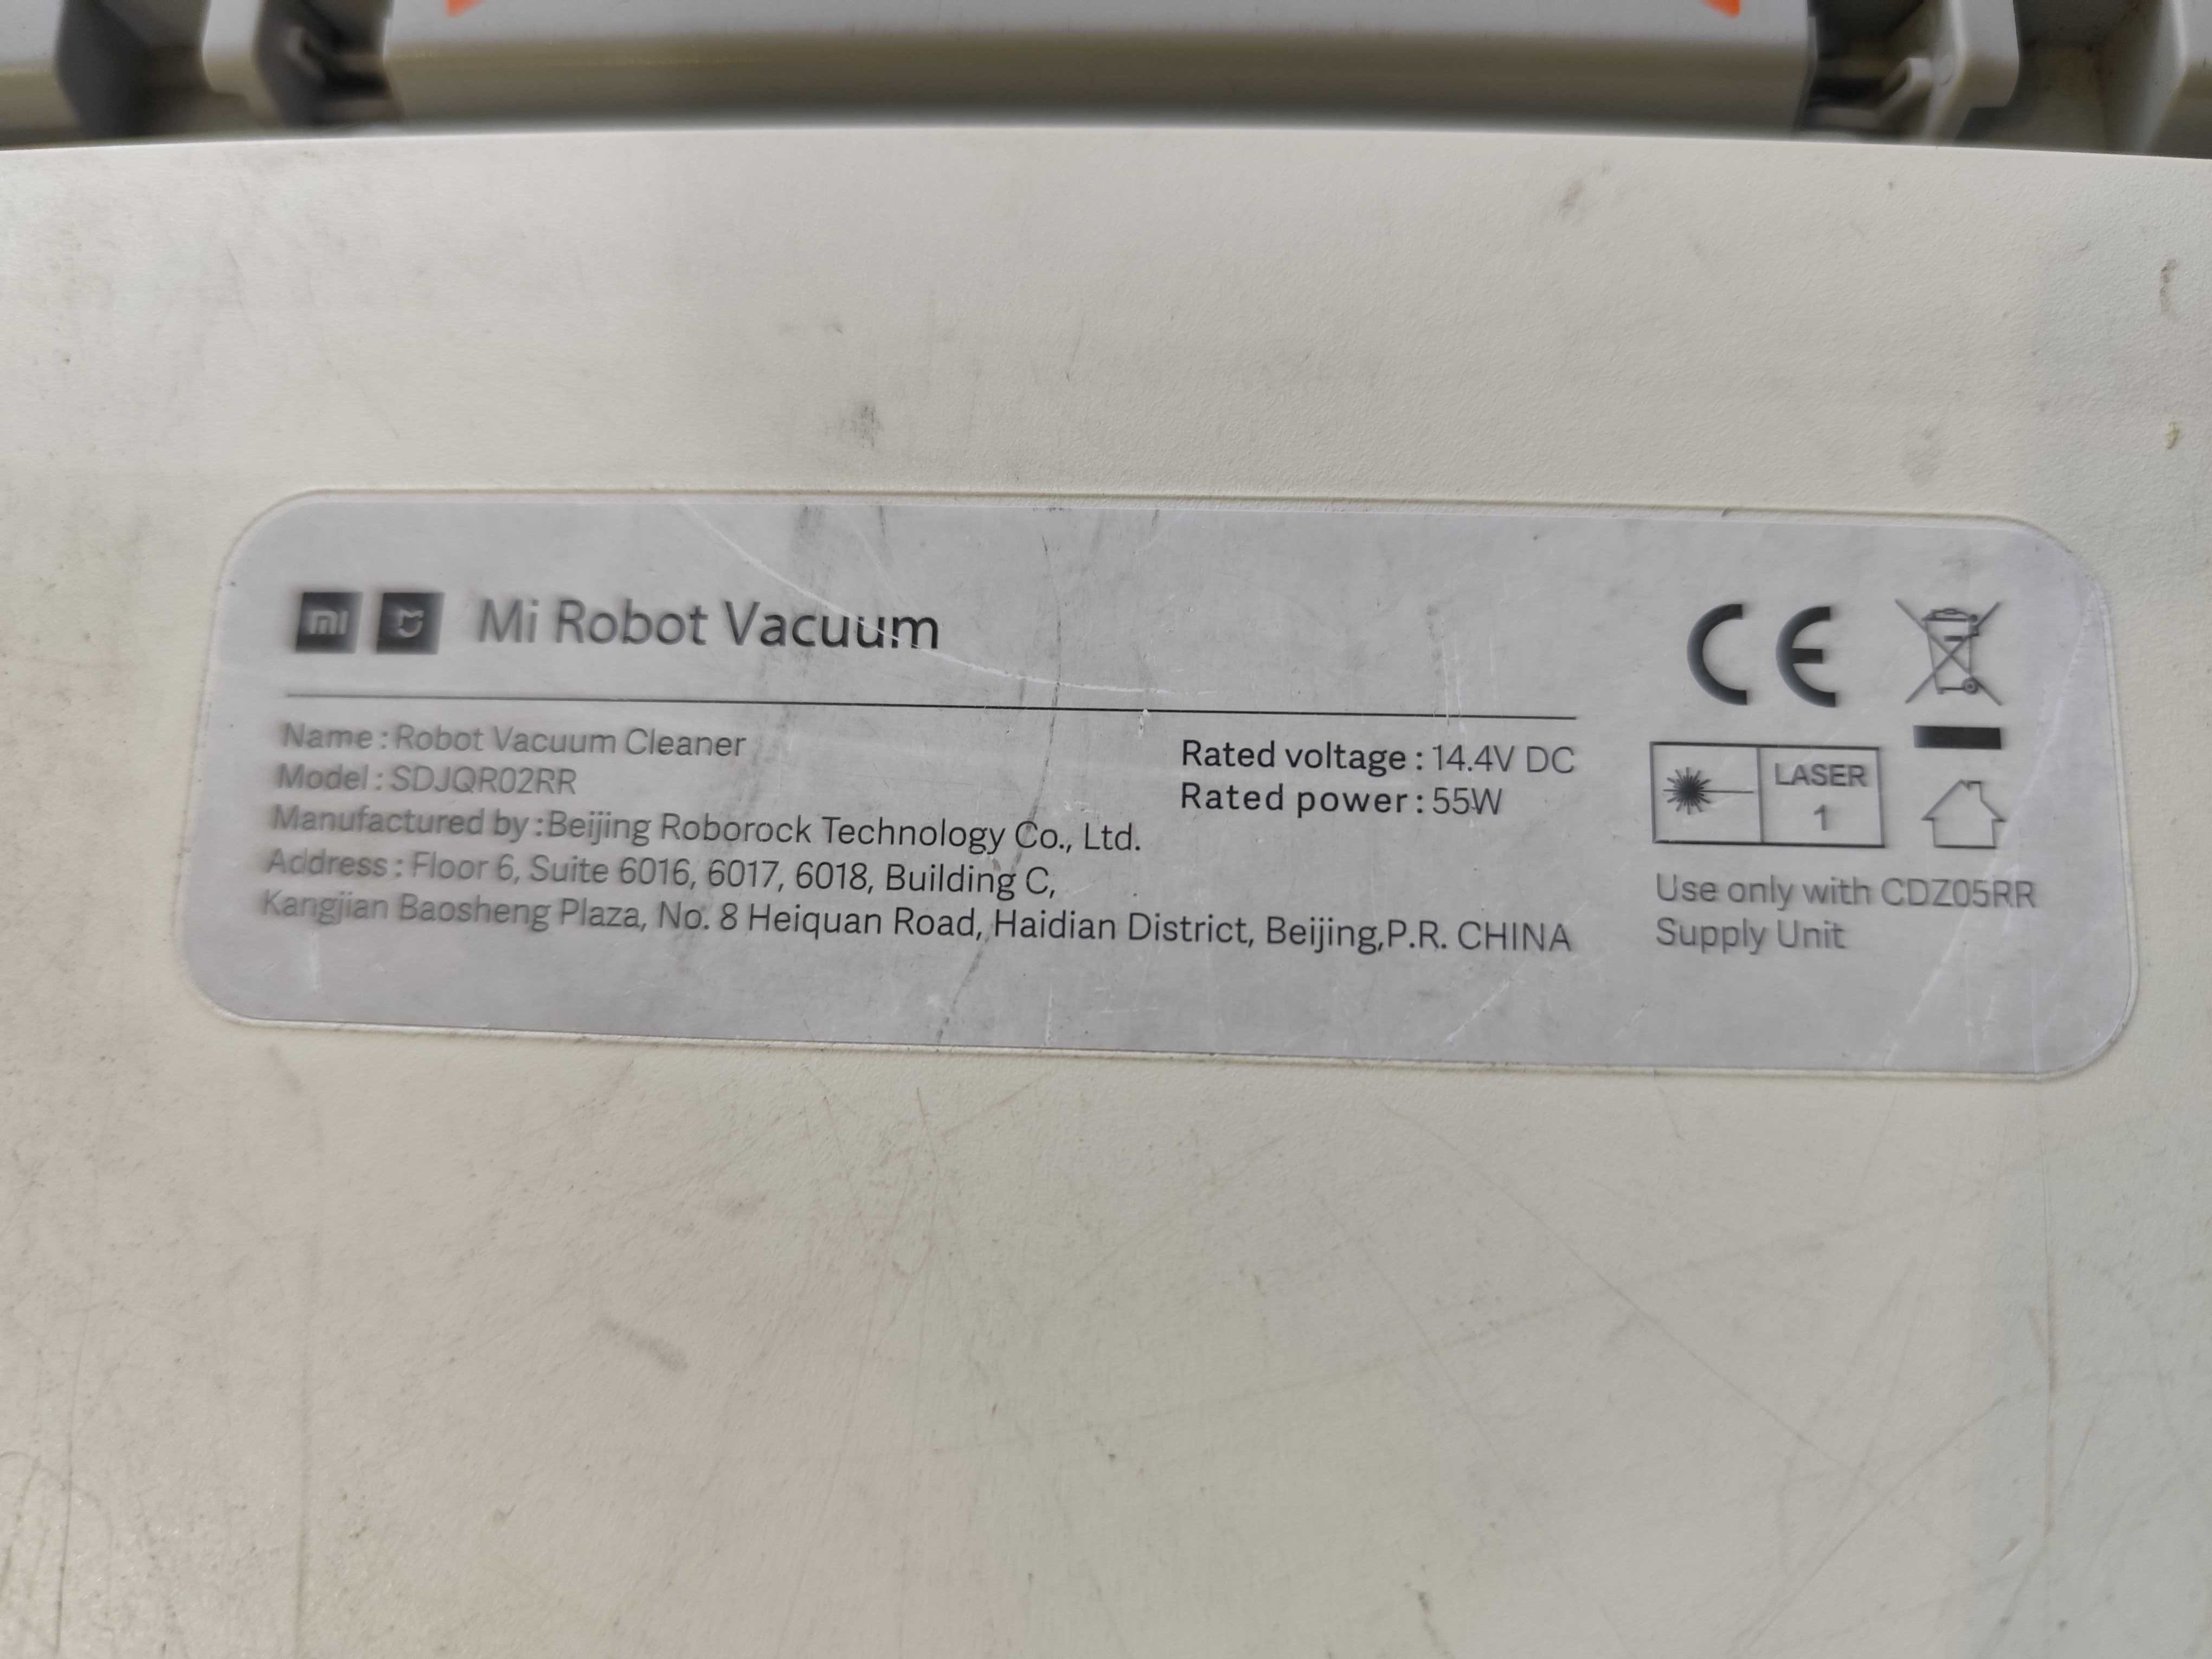 mi Mi Robot Vacuum
Name : Robot Vacuum Cleaner
Model : SDJQR02RR
Manufactured by : Beijing Roborock Technology Co., Ltd.
Address : Floor 6, Suite 6016, 6017, 6018, Building C,
Kangjian Baosheng Plaza, No. 8 Heiquan Road, Haidian District, Beijing,P.R. CHINA
Rated voltage : 14.4V DC
Rated power : 55W
CE
LASER
1
Use only with CDZ05RR
Supply Unit